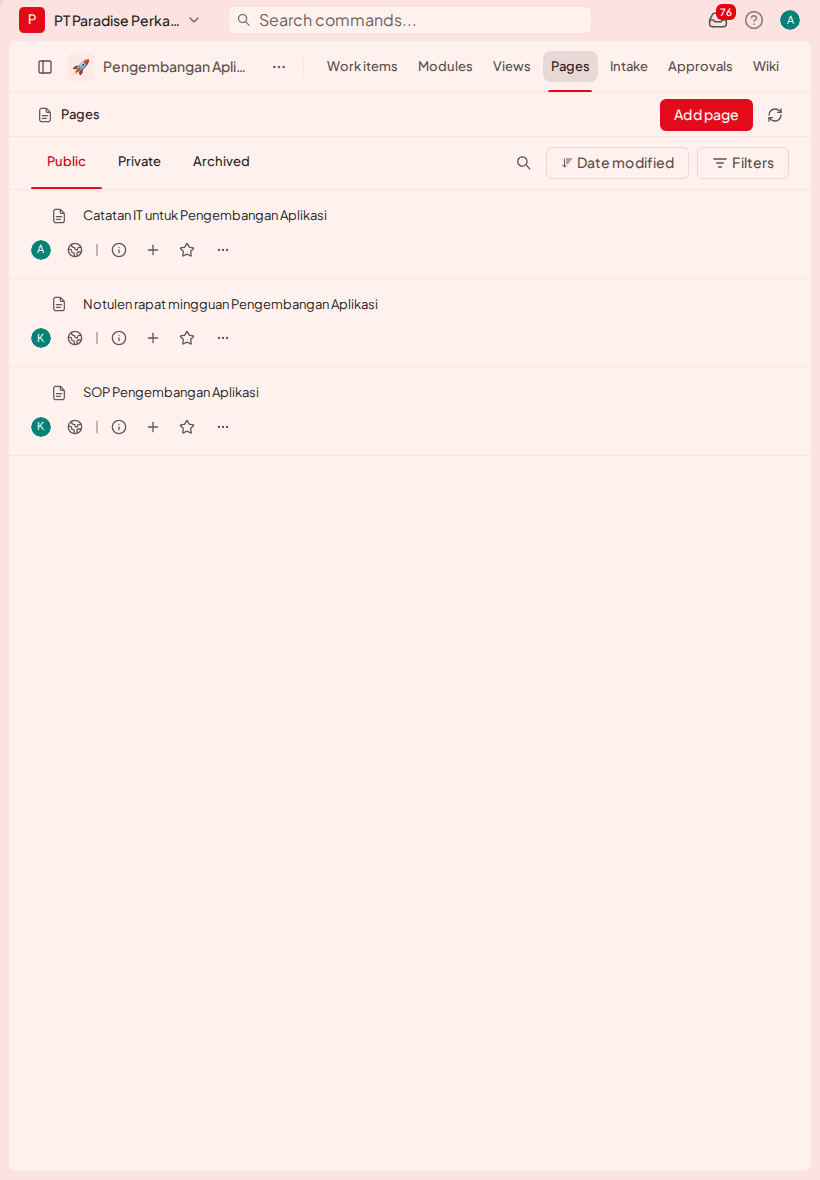 P PT Paradise Perka... Search commands... 76 A
Pengembangan Apli... Work items Modules Views Pages Intake Approvals Wiki
Pages Add page
Public Private Archived Date modified Filters
Catatan IT untuk Pengembangan Aplikasi
A
Notulen rapat mingguan Pengembangan Aplikasi
K
SOP Pengembangan Aplikasi
K